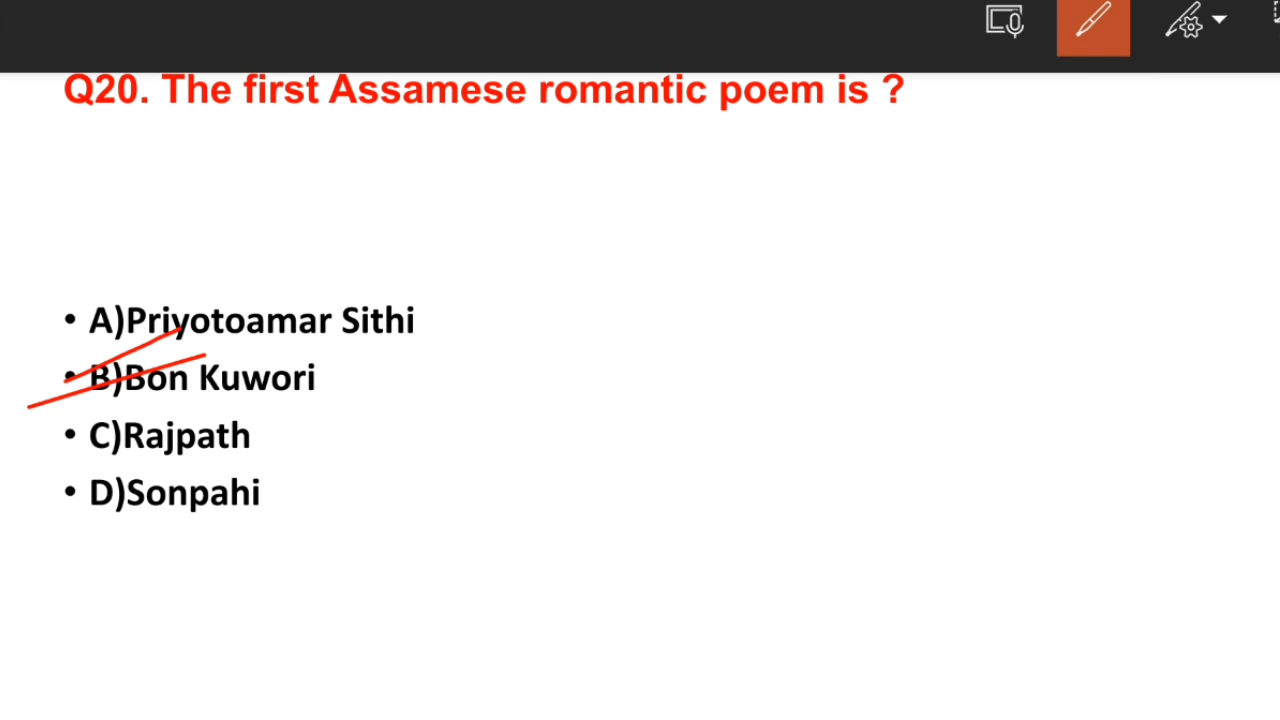 Q20. The first Assamese romantic poem is ?
• A)Priyotoamar Sithi
• B)Bon Kuwori
• C)Rajpath
• D)Sonpahi